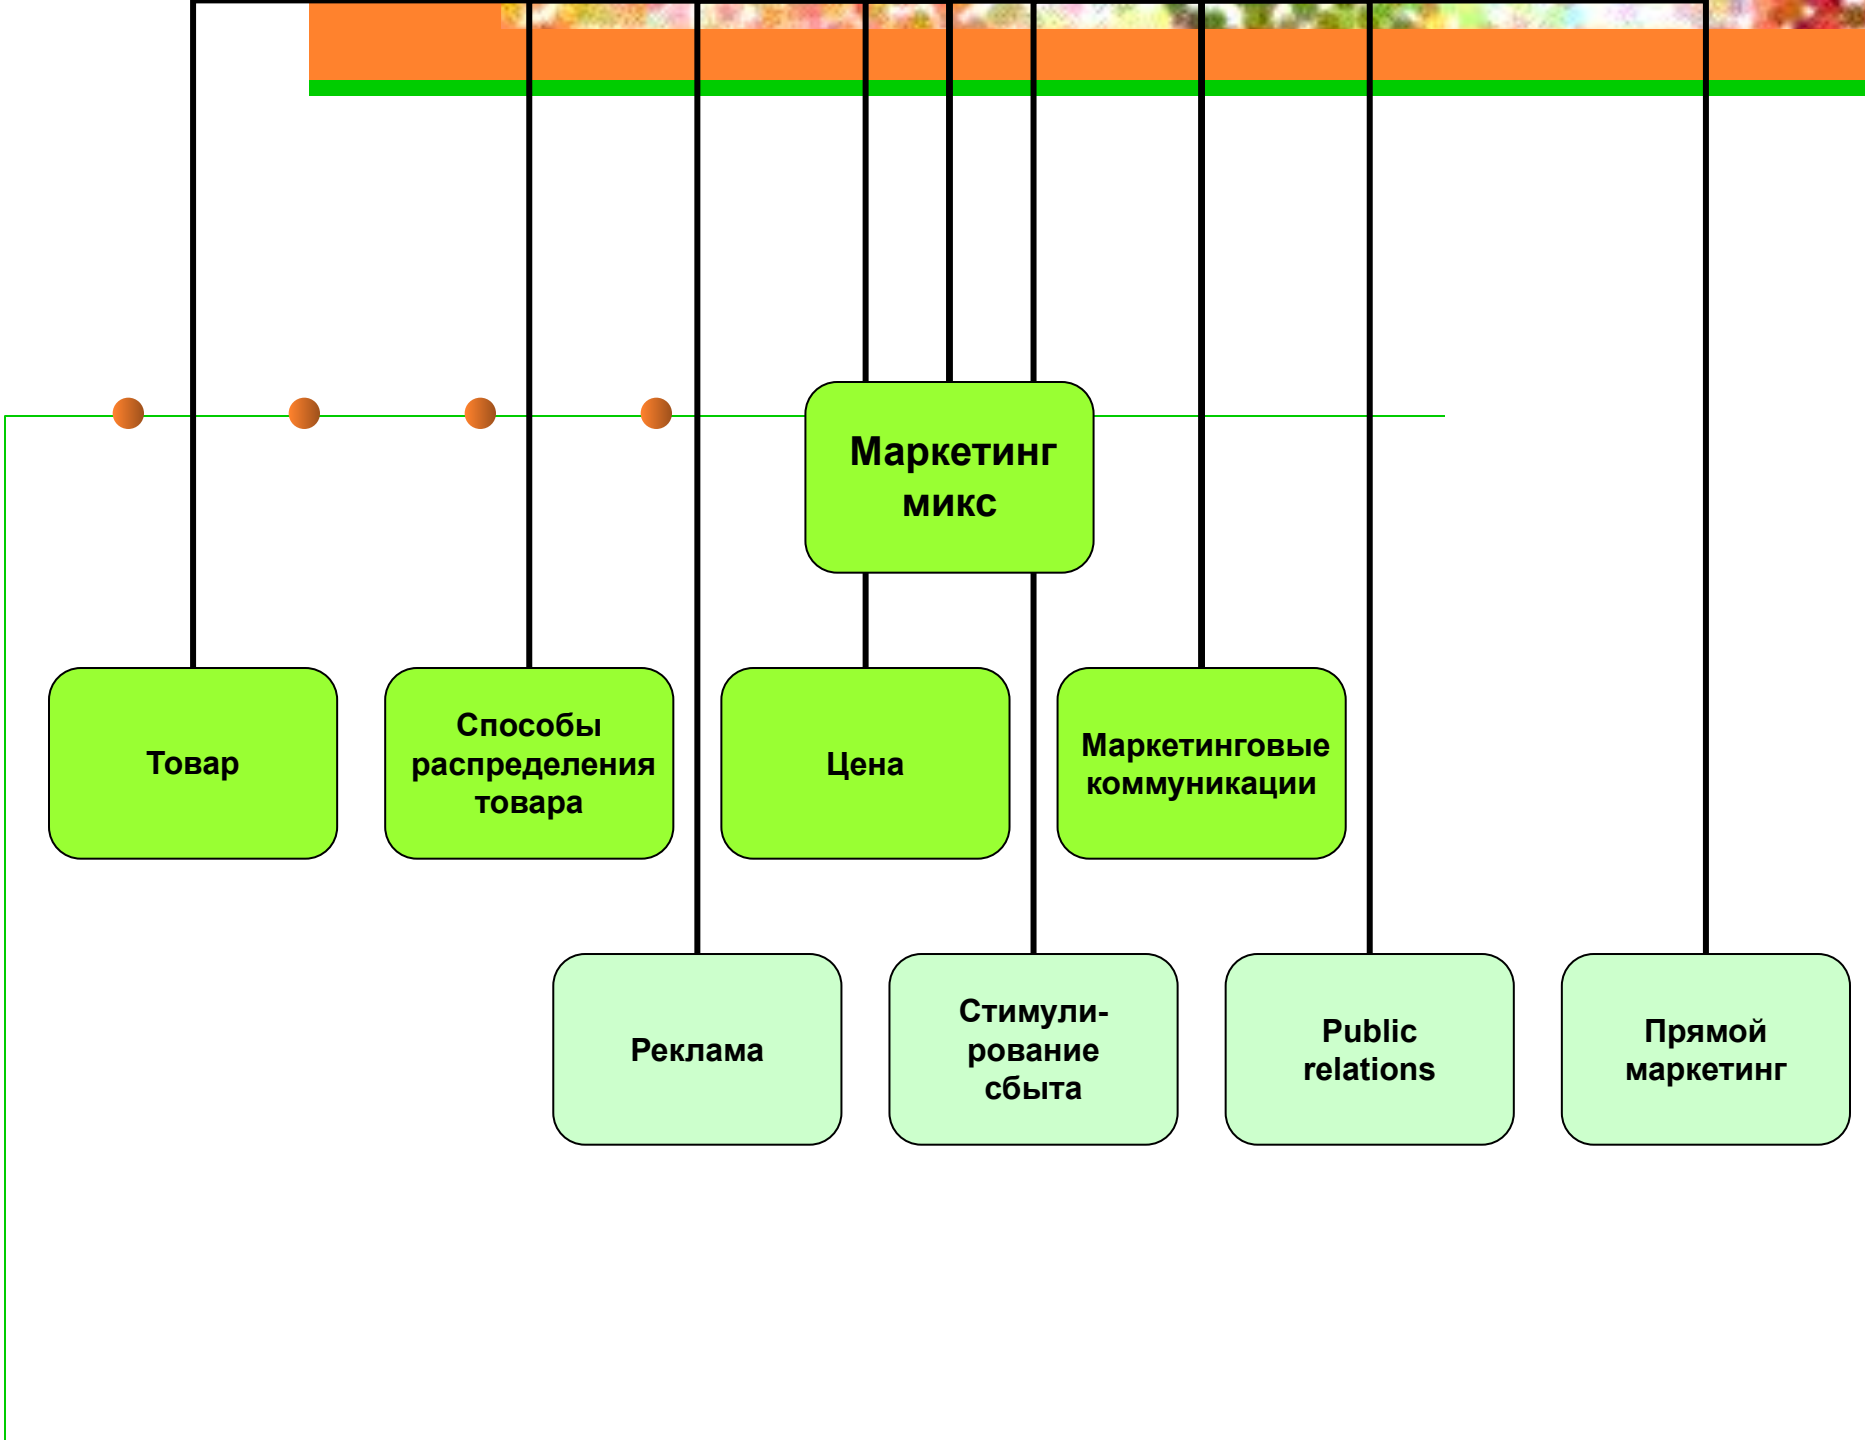 Маркетинг
микс
Товар
Способы
распределения
товара
Цена
Маркетинговые
коммуникации
Реклама
Стимули-
рование
сбыта
Public
relations
Прямой
маркетинг